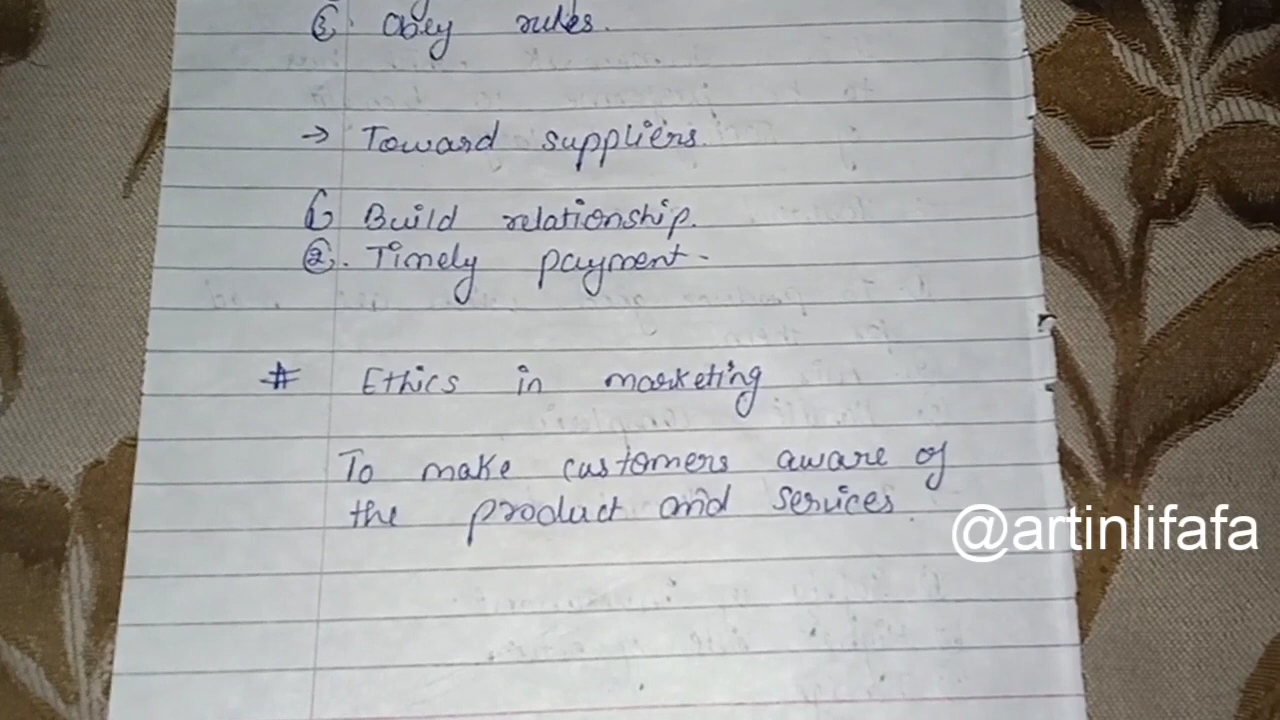 ③. Obey rules.
→ Toward suppliers.
① Build relationship.
②. Timely payment.
# Ethics in marketing
To make customers aware of
the product and services.
@artinlifafa